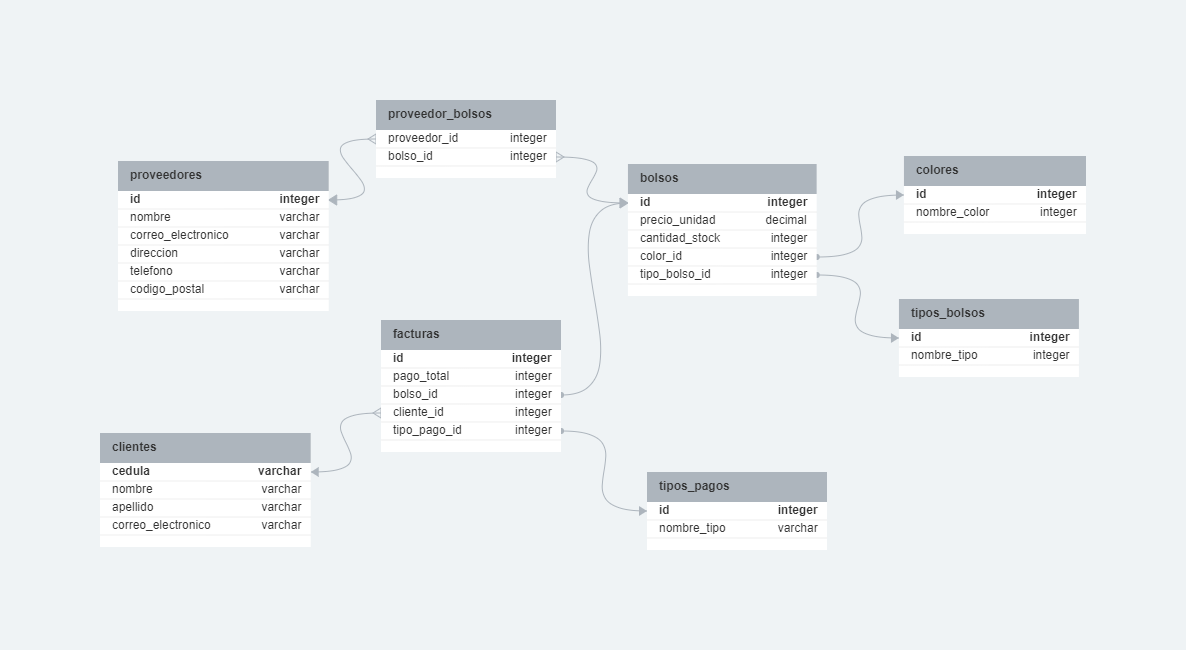 proveedor_bolsos
proveedor_id integer
bolso_id integer
proveedores
id integer
nombre varchar
correo_electronico varchar
direccion varchar
telefono varchar
codigo_postal varchar
bolsos
id integer
precio_unidad decimal
cantidad_stock integer
color_id integer
tipo_bolso_id integer
colores
id integer
nombre_color integer
tipos_bolsos
id integer
nombre_tipo integer
facturas
id integer
pago_total integer
bolso_id integer
cliente_id integer
tipo_pago_id integer
clientes
cedula varchar
nombre varchar
apellido varchar
correo_electronico varchar
tipos_pagos
id integer
nombre_tipo varchar